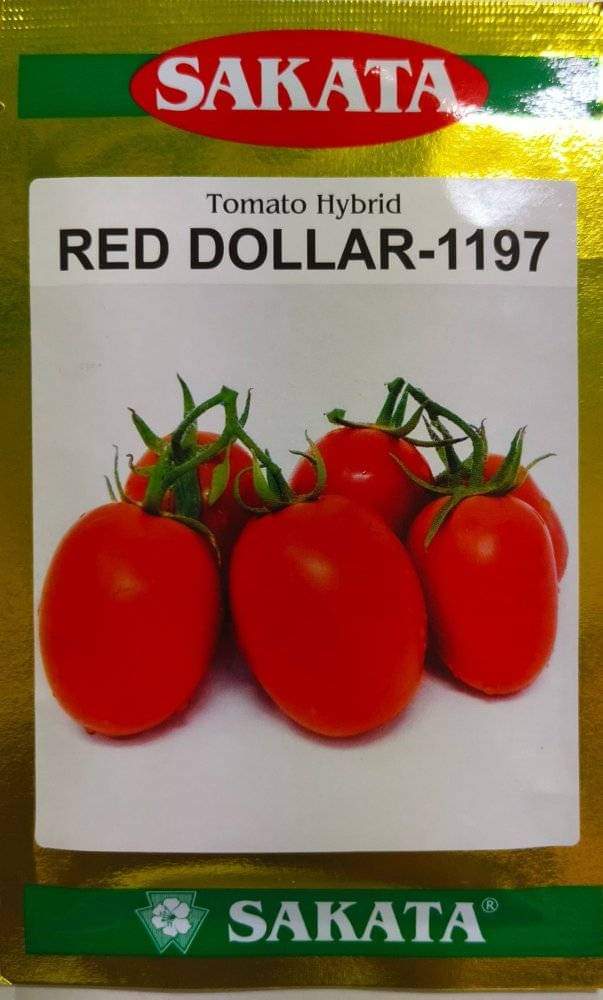 SAKATA
Tomato Hybrid
RED DOLLAR-1197
SAKATA®